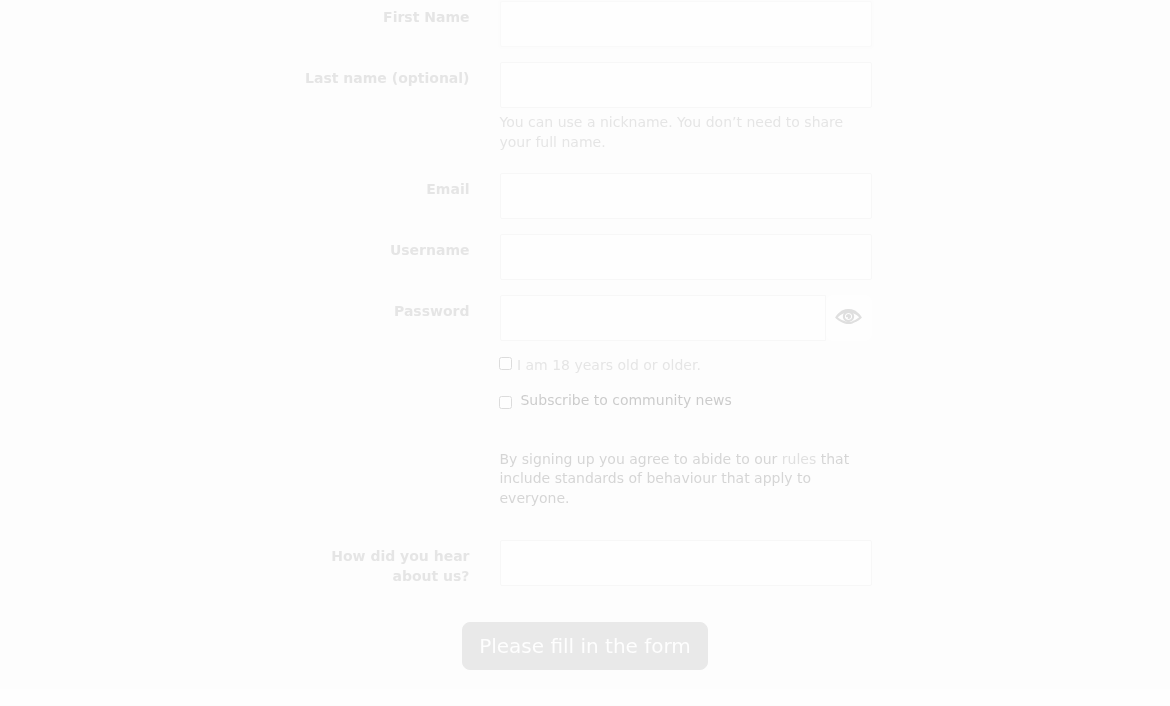 First Name
Last name (optional)
You can use a nickname. You don’t need to share
your full name.
Email
Username
Password
I am 18 years old or older.
Subscribe to community news
By signing up you agree to abide to our rules that
include standards of behaviour that apply to
everyone.
How did you hear
about us?
Please fill in the form